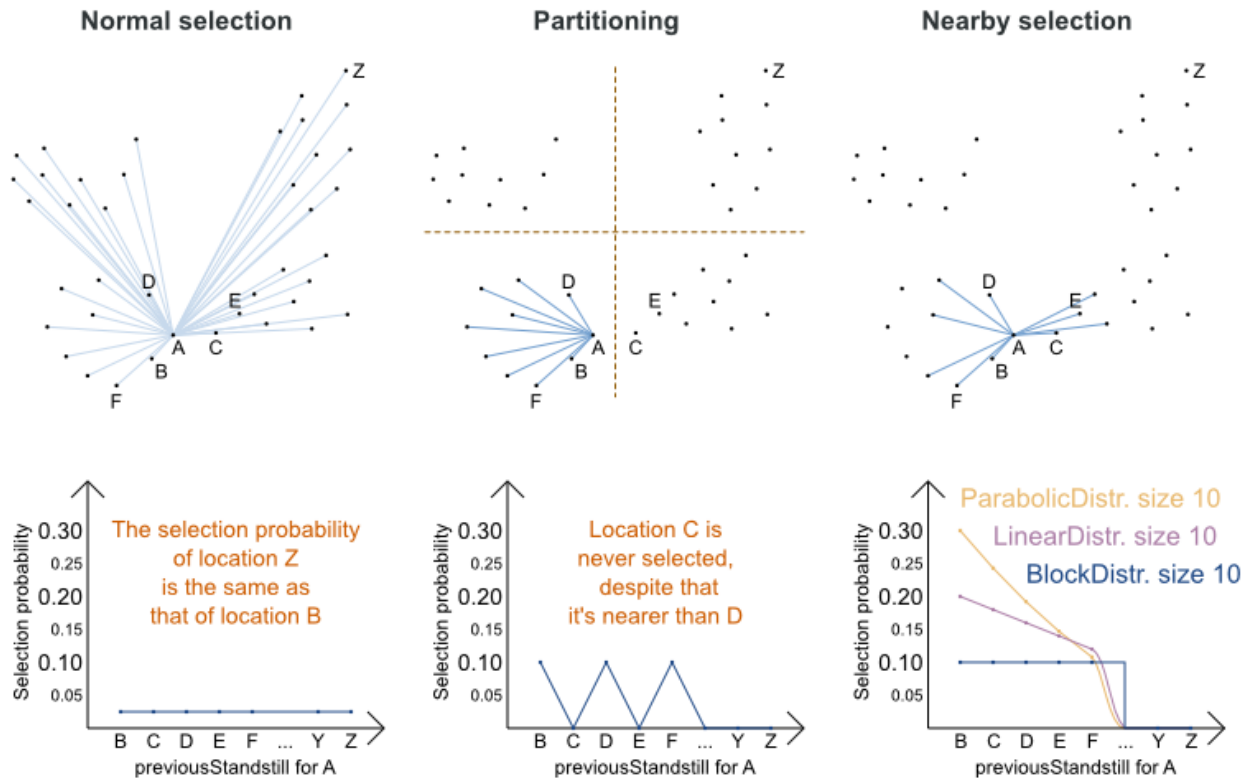 Normal selection
Partitioning
Nearby selection
Z
D
E
A
C
B
F
Z
D
E
A
C
B
F
Z
D
E
A
C
B
F
Selection probability
0.30
0.25
0.20
0.15
0.10
0.05
The selection probability
of location Z
is the same as
that of location B
B C D E F ... Y Z
previousStandstill for A
Selection probability
0.30
0.25
0.20
0.15
0.10
0.05
Location C is
never selected,
despite that
it's nearer than D
B C D E F ... Y Z
previousStandstill for A
Selection probability
0.30
0.25
0.20
0.15
0.10
0.05
ParabolicDistr. size 10
LinearDistr. size 10
BlockDistr. size 10
B C D E F ... Y Z
previousStandstill for A